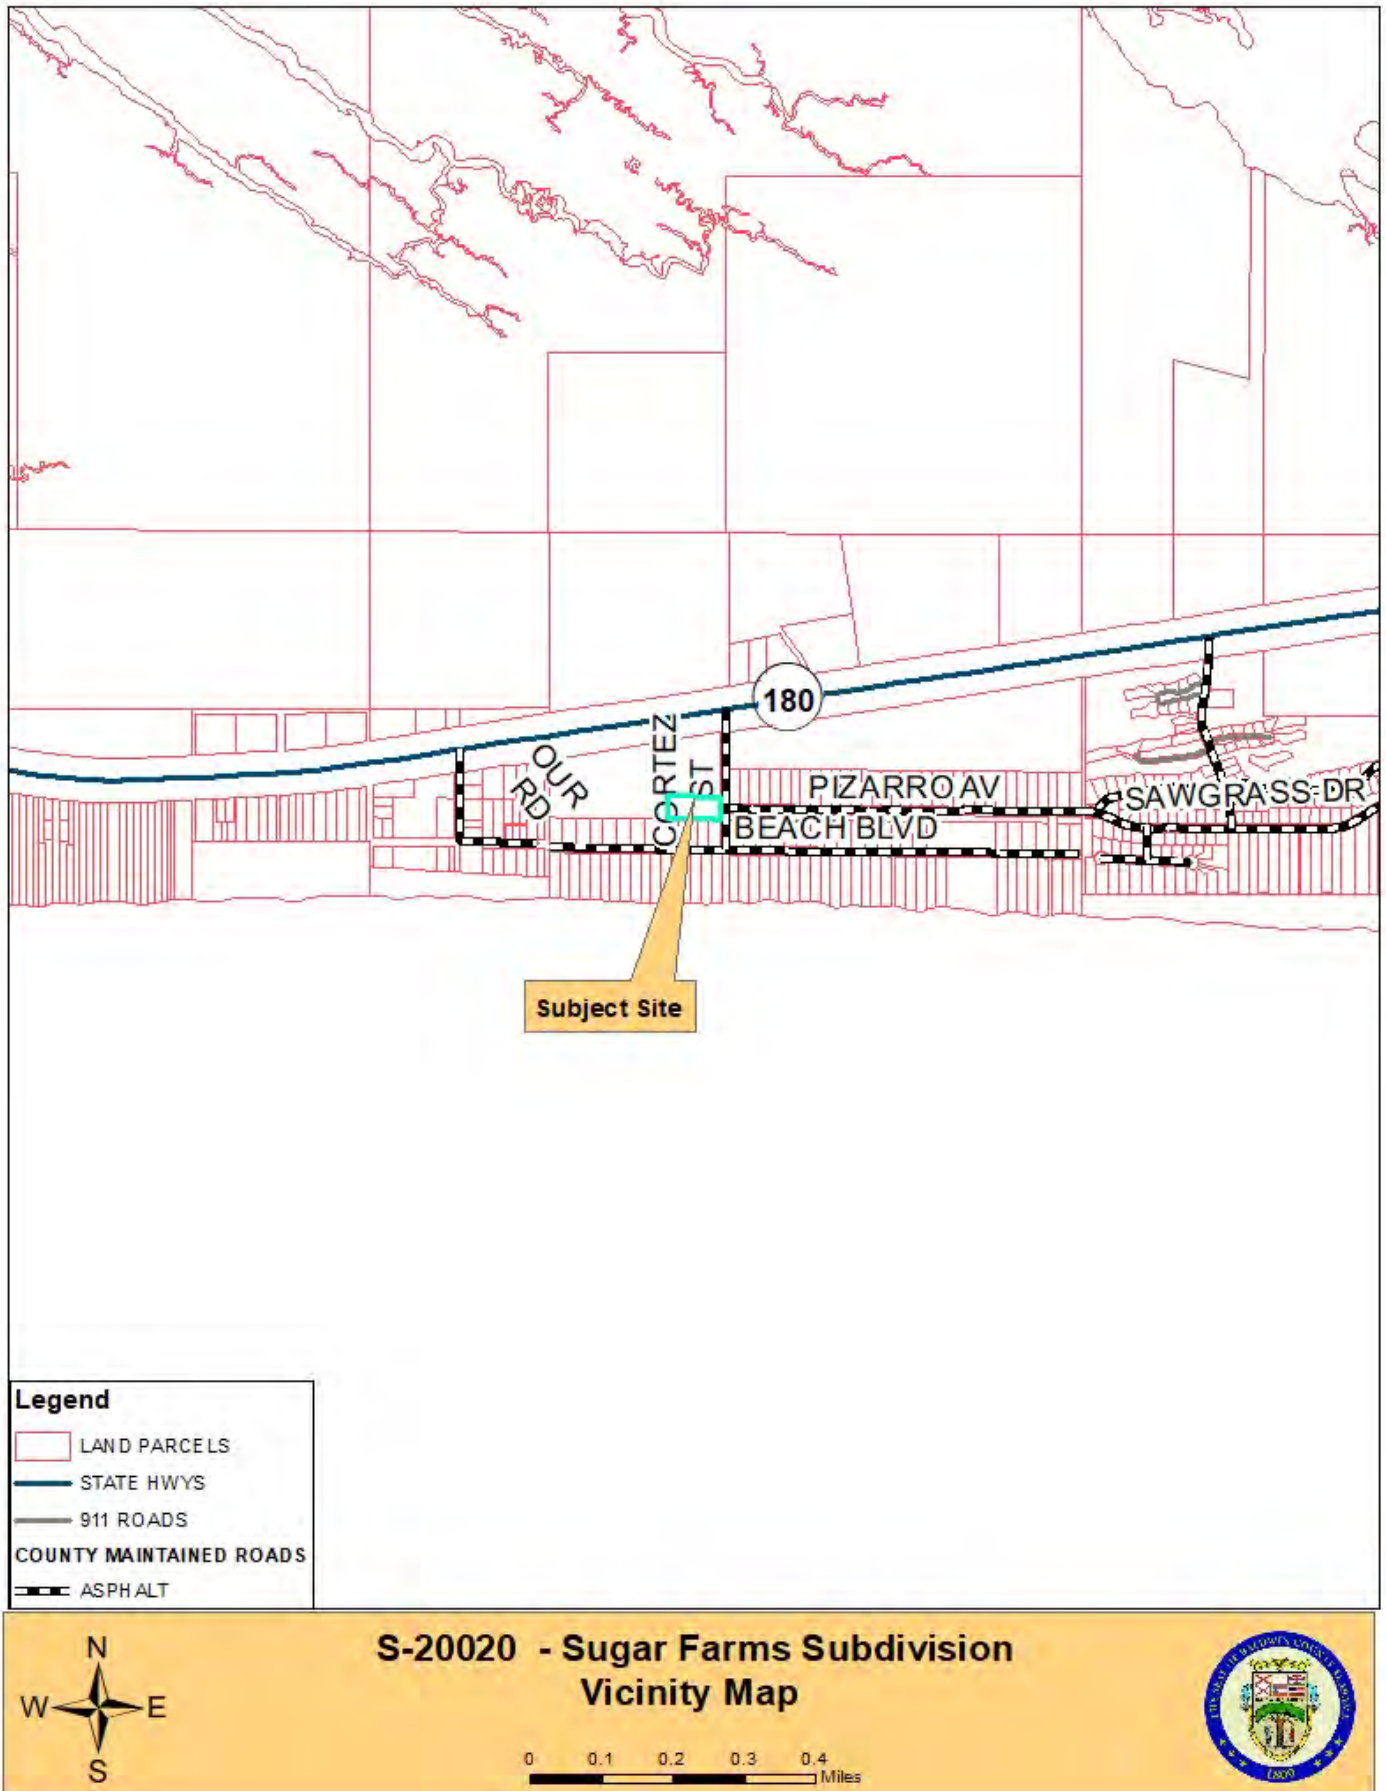 180
OUR
RD
CORTEZ
ST
PIZARRO AV
BEACH BLVD
SAWGRASS DR
Subject Site
Legend
LAND PARCELS
STATE HWYS
911 ROADS
COUNTY MAINTAINED ROADS
ASPHALT
N
W E
S
S-20020 - Sugar Farms Subdivision
Vicinity Map
0 0.1 0.2 0.3 0.4
Miles
1809